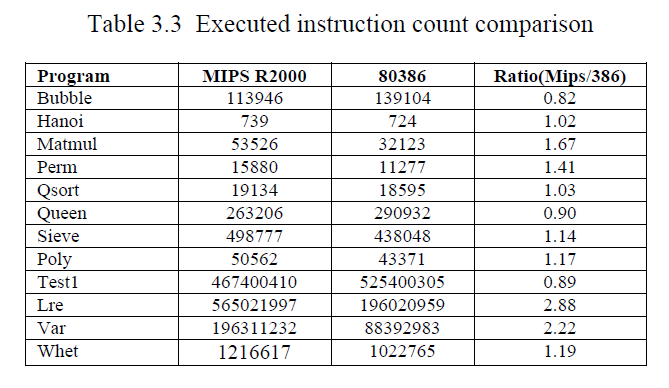 Table 3.3 Executed instruction count comparison
Program MIPS R2000 80386 Ratio(Mips/386)
Bubble 113946 139104 0.82
Hanoi 739 724 1.02
Matmul 53526 32123 1.67
Perm 15880 11277 1.41
Qsort 19134 18595 1.03
Queen 263206 290932 0.90
Sieve 498777 438048 1.14
Poly 50562 43371 1.17
Test1 467400410 525400305 0.89
Lre 565021997 196020959 2.88
Var 196311232 88392983 2.22
Whet 1216617 1022765 1.19